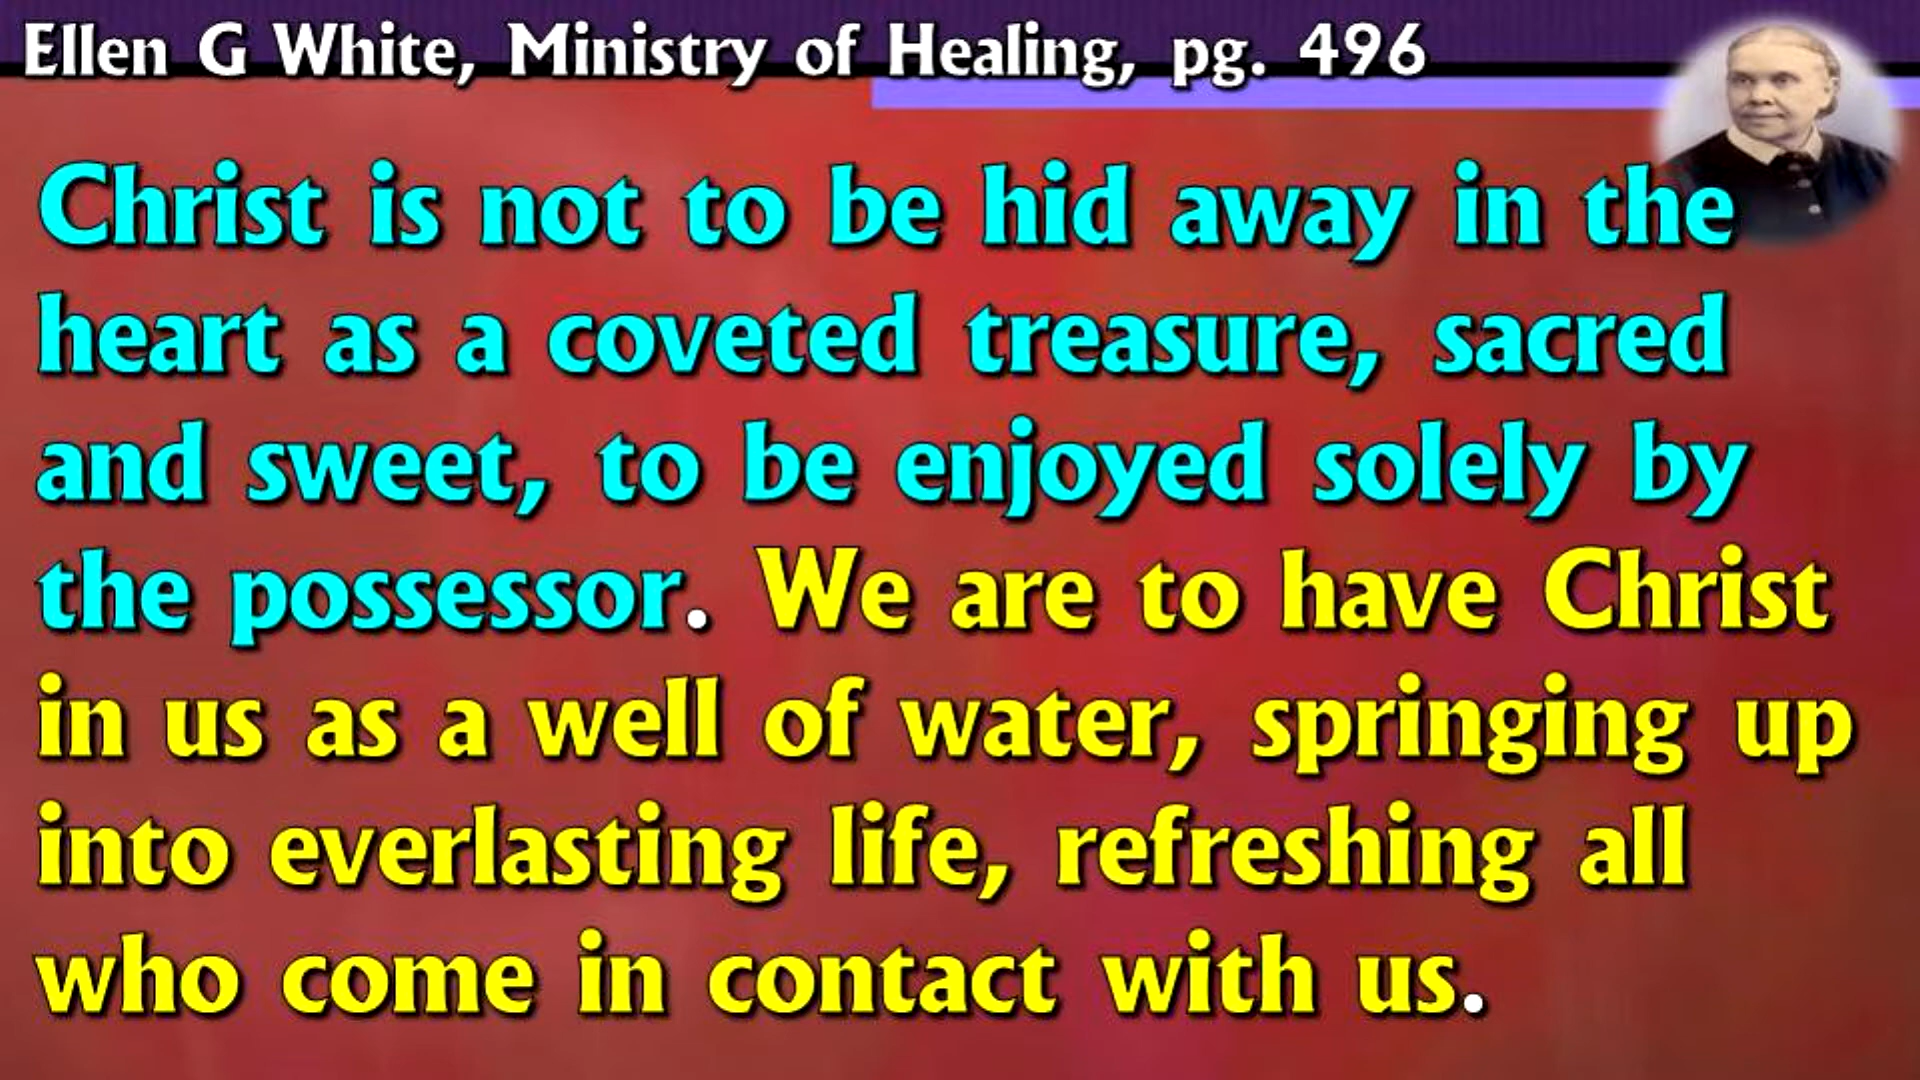 Ellen G White, Ministry of Healing, pg. 496
Christ is not to be hid away in the
heart as a coveted treasure, sacred
and sweet, to be enjoyed solely by
the possessor. We are to have Christ
in us as a well of water, springing up
into everlasting life, refreshing all
who come in contact with us.